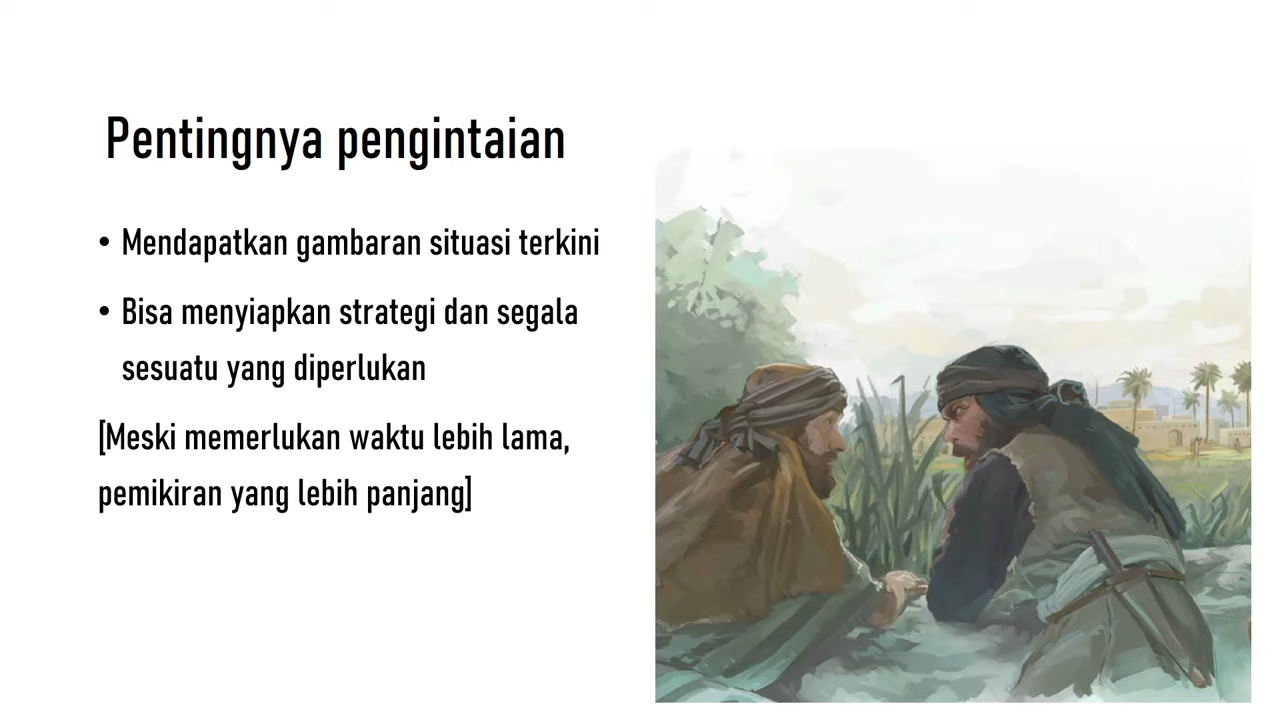 Pentingnya pengintaian
• Mendapatkan gambaran situasi terkini
• Bisa menyiapkan strategi dan segala
sesuatu yang diperlukan
[Meski memerlukan waktu lebih lama,
pemikiran yang lebih panjang]